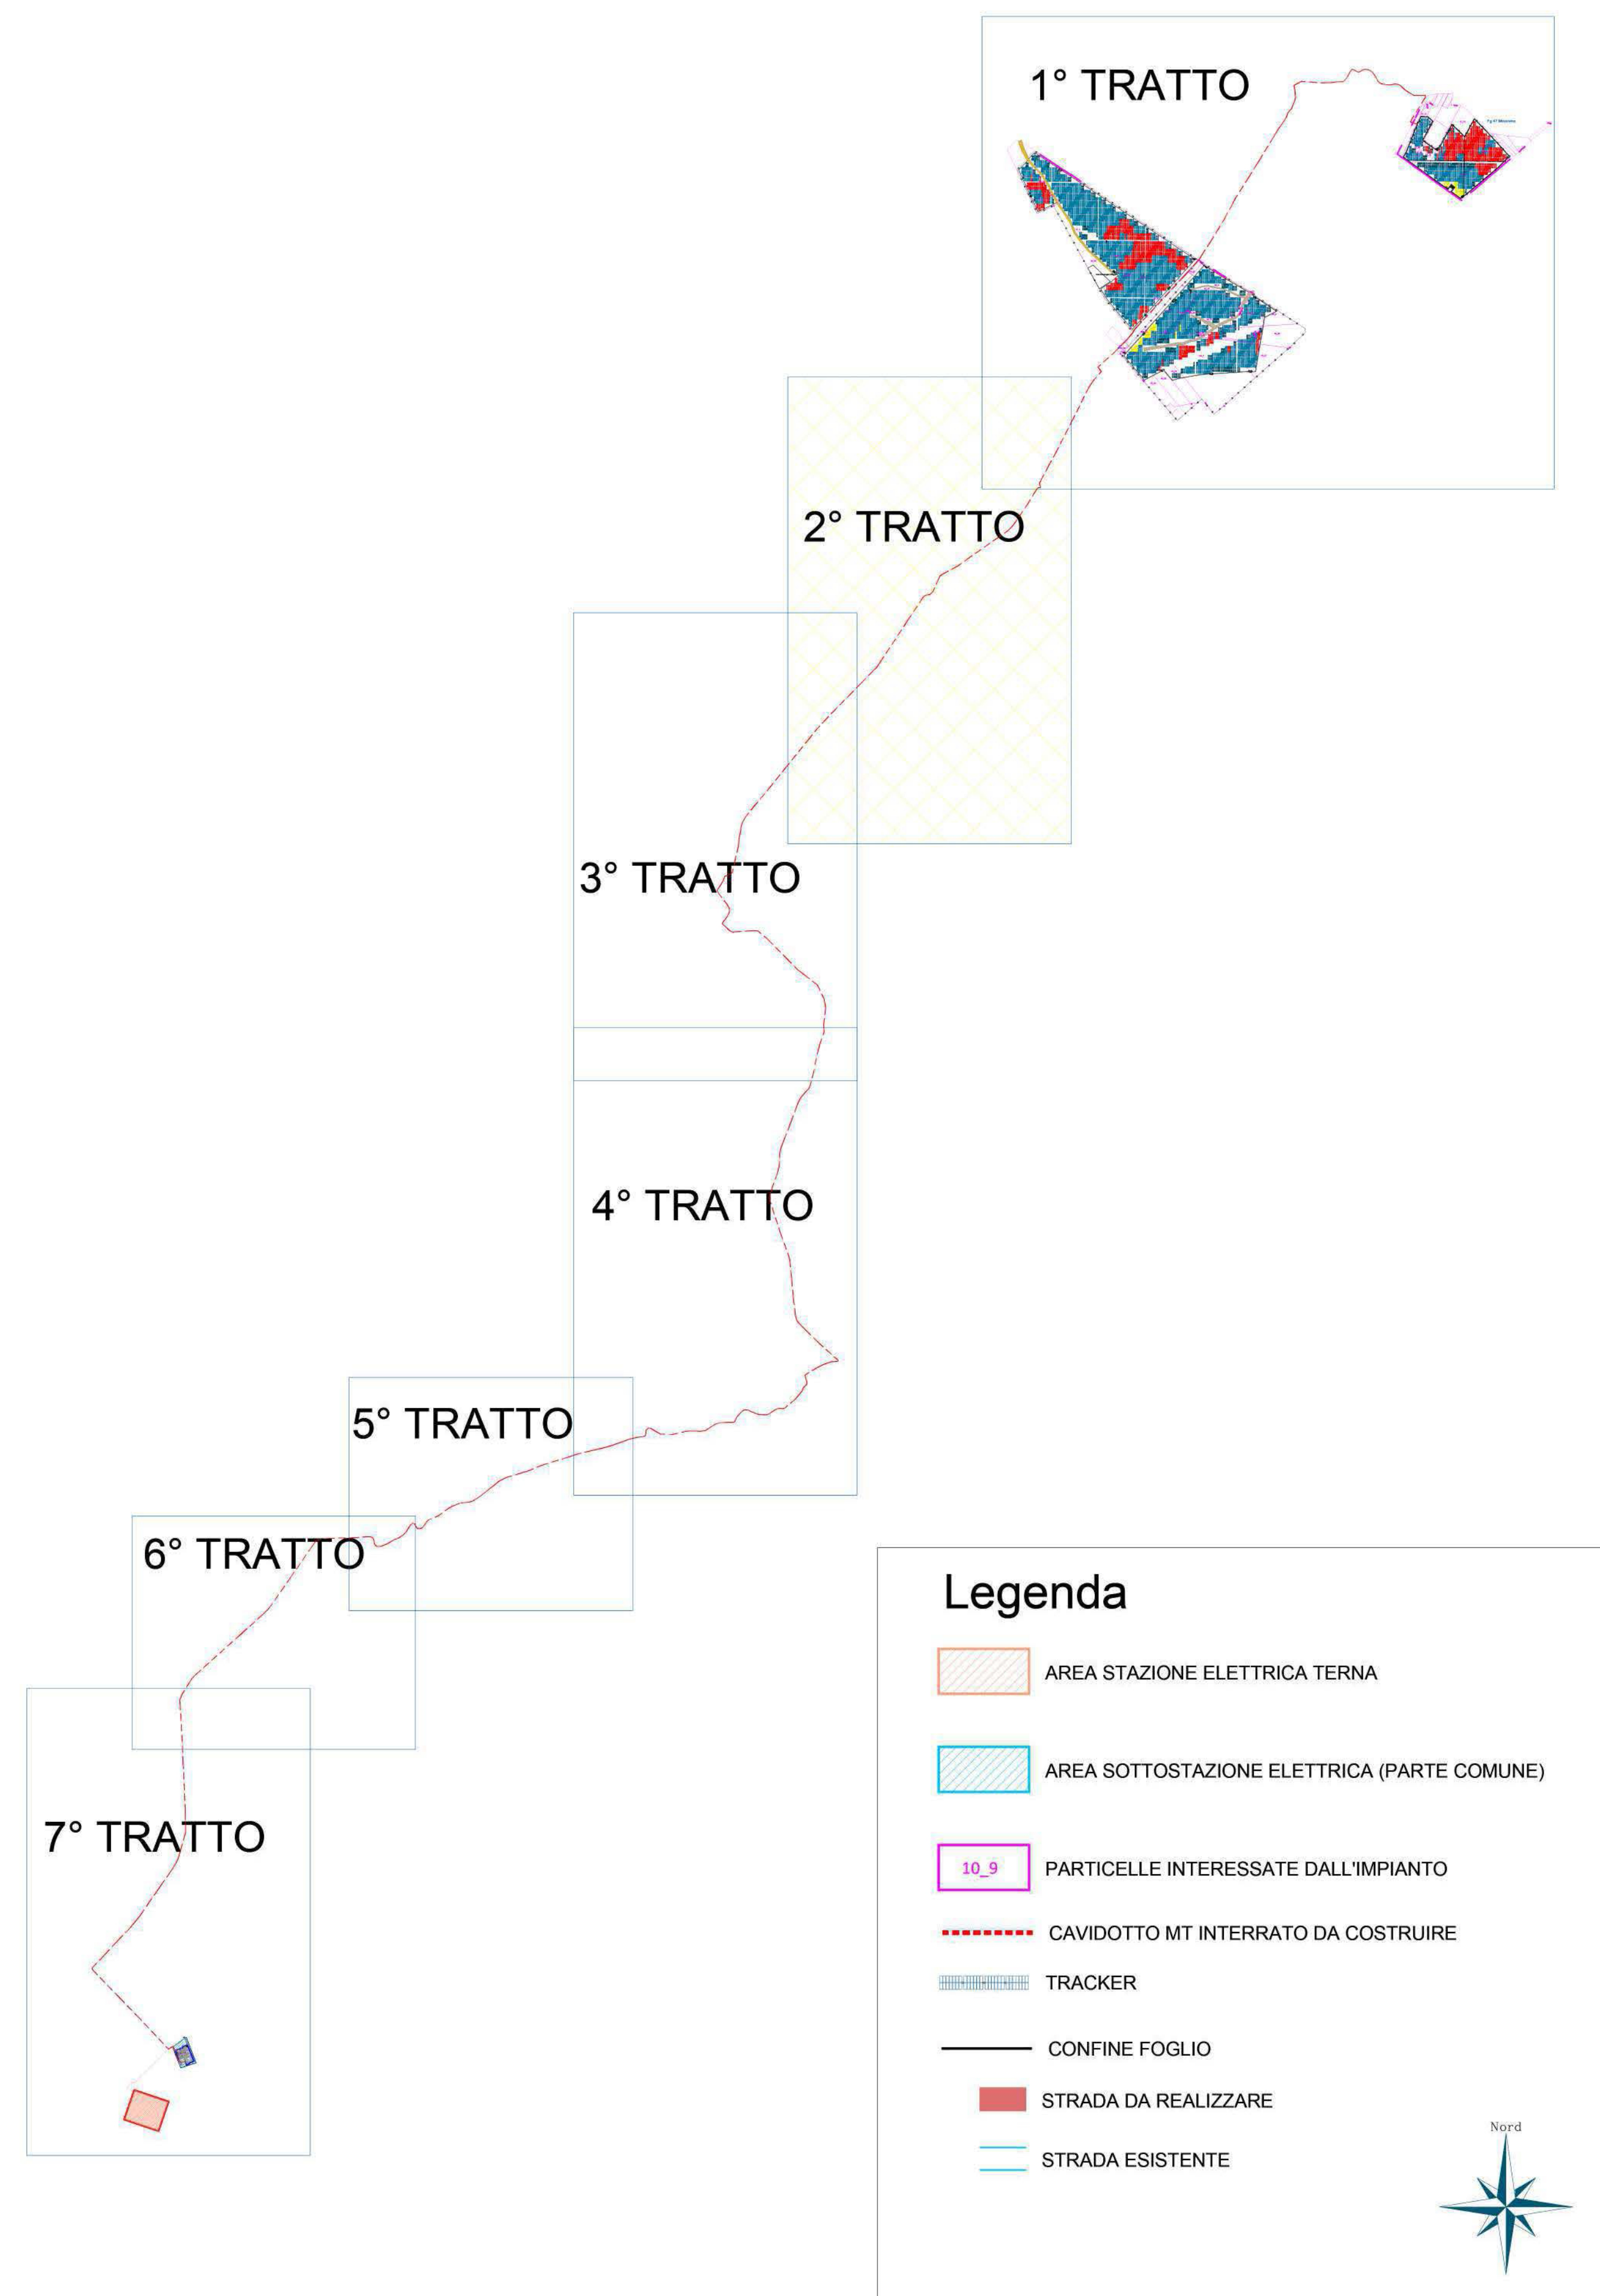 1° TRATTO
2° TRATTO
3° TRATTO
4° TRATTO
5° TRATTO
6° TRATTO
7° TRATTO
Legenda
AREA STAZIONE ELETTRICA TERNA
AREA SOTTOSTAZIONE ELETTRICA (PARTE COMUNE)
10_9 PARTICELLE INTERESSATE DALL'IMPIANTO
CAVIDOTTO MT INTERRATO DA COSTRUIRE
TRACKER
CONFINE FOGLIO
STRADA DA REALIZZARE
STRADA ESISTENTE
Nord